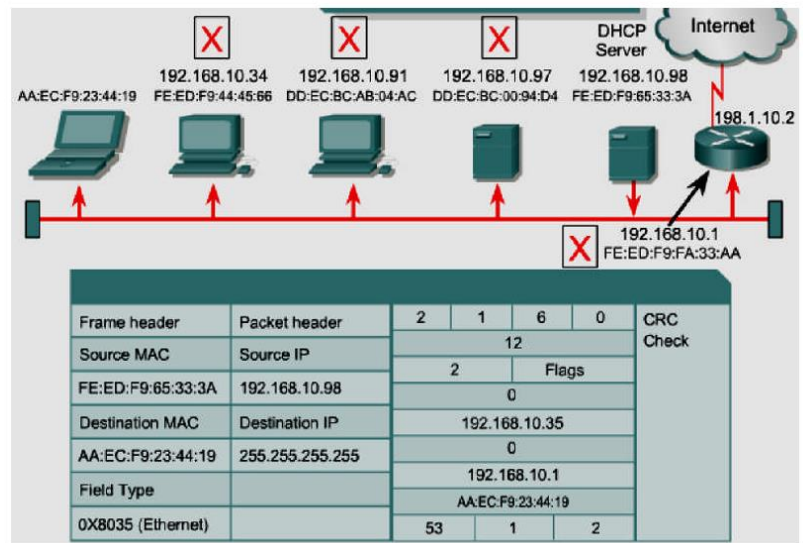 DHCP Server
Internet
192.168.10.34
192.168.10.91
192.168.10.97
192.168.10.98
AA:EC:F9:23:44:19
FE:ED:F9:44:45:66
DD:EC:BC:AB:04:AC
DD:EC:BC:00:94:D4
FE:ED:F9:65:33:3A
198.1.10.2
X
X
X
X
192.168.10.1
FE:ED:F9:FA:33:AA
Frame header
Packet header
2 1 6 0
CRC Check
Source MAC
Source IP
12
2 Flags
FE:ED:F9:65:33:3A
192.168.10.98
0
Destination MAC
Destination IP
192.168.10.35
0
AA:EC:F9:23:44:19
255.255.255.255
192.168.10.1
Field Type
AA:EC:F9:23:44:19
0X8035 (Ethernet)
53 1 2